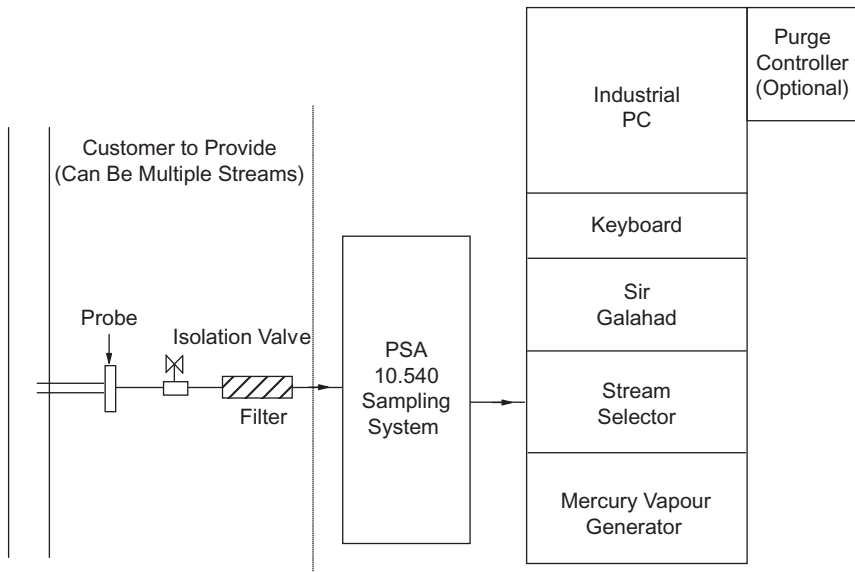 Customer to Provide
(Can Be Multiple Streams)
Probe
Isolation Valve
Filter
PSA
10.540
Sampling
System
Industrial
PC
Keyboard
Sir
Galahad
Stream
Selector
Mercury Vapour
Generator
Purge
Controller
(Optional)